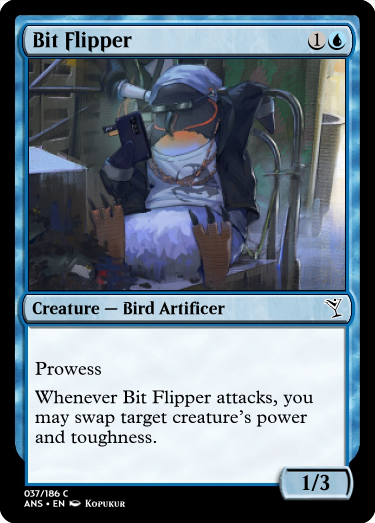 Bit Flipper 1
Creature — Bird Artificer
Prowess
Whenever Bit Flipper attacks, you
may swap target creature's power
and toughness.
1/3
037/186 C
ANS • EN Kopukur